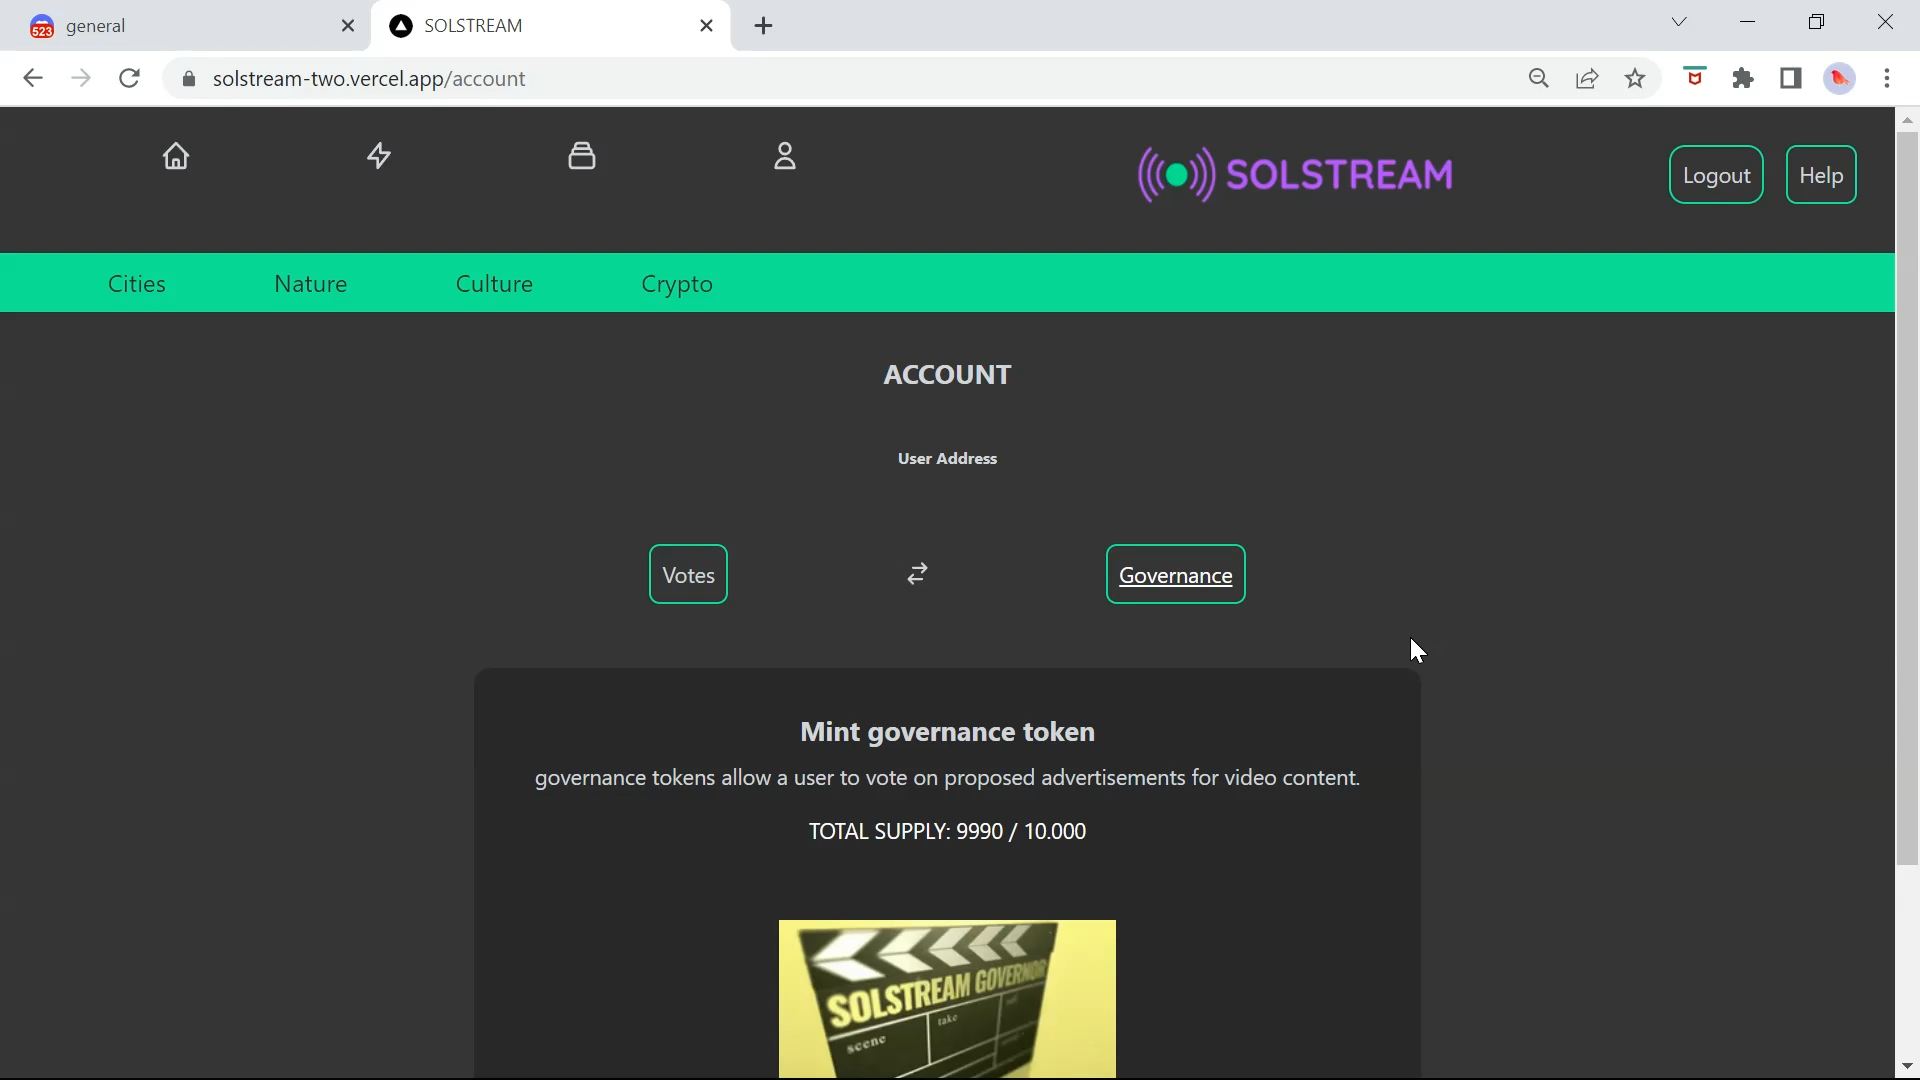 523 general
SOLSTREAM
solstream-two.vercel.app/account
SOLSTREAM
Logout
Help
Cities
Nature
Culture
Crypto
ACCOUNT
User Address
Votes
Governance
Mint governance token
governance tokens allow a user to vote on proposed advertisements for video content.
TOTAL SUPPLY: 9990 / 10.000
SOLSTREAM GOVERNOR
take
scene